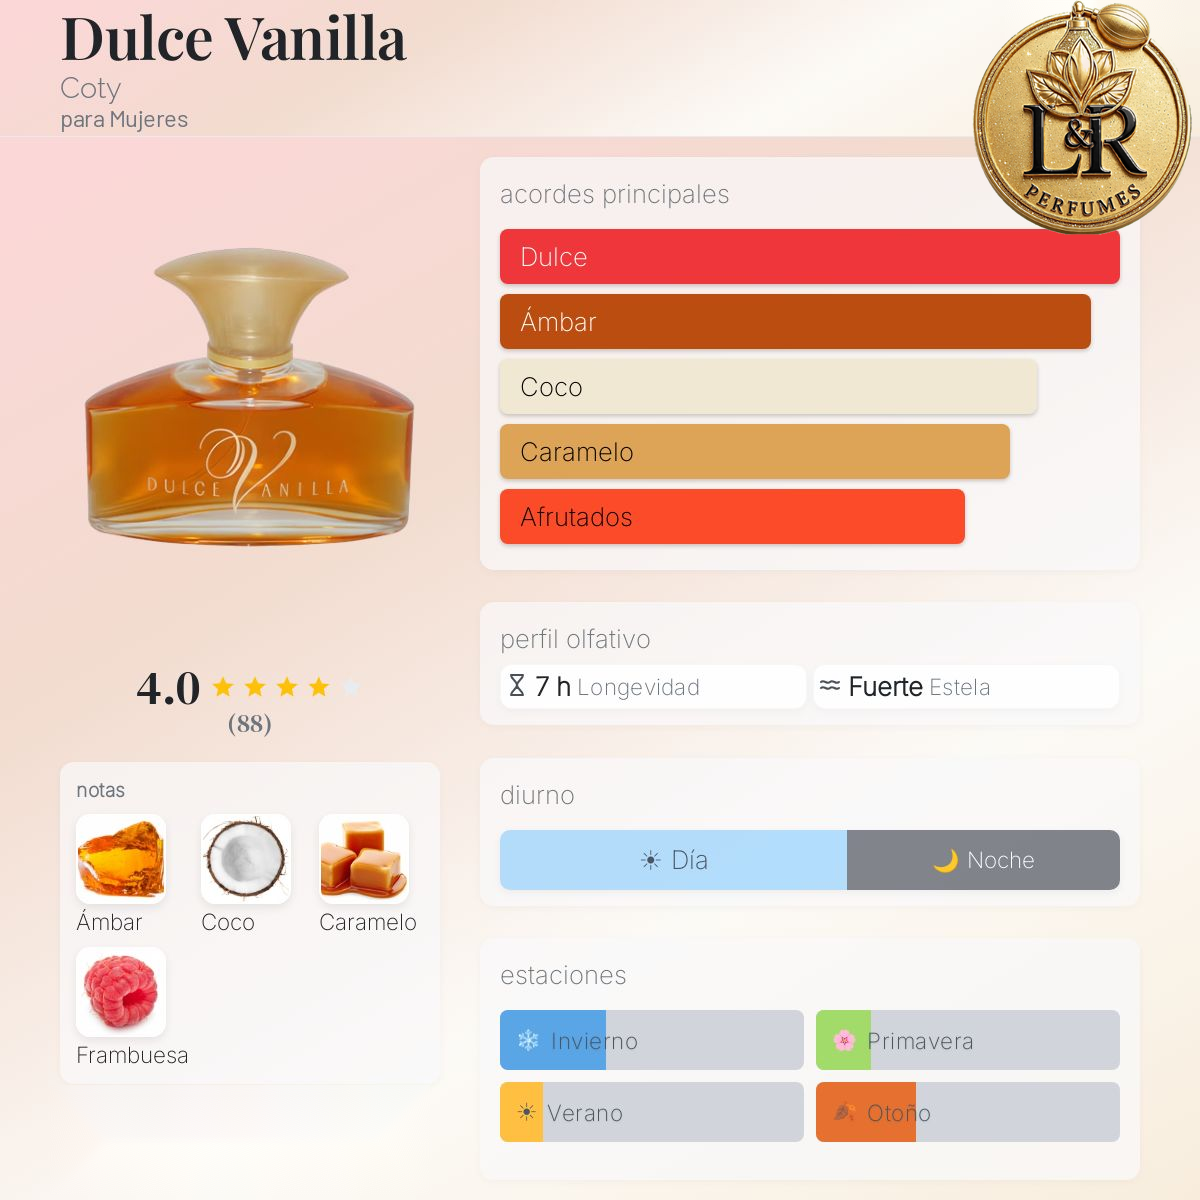 Dulce Vanilla
Coty
para Mujeres
L&R
PERFUMES
DULCE VANILLA
4.0
(88)
notas
Ámbar
Coco
Caramelo
Frambuesa
acordes principales
Dulce
Ámbar
Coco
Caramelo
Afrutados
perfil olfativo
7 h Longevidad
Fuerte Estela
diurno
Día
Noche
estaciones
Invierno
Primavera
Verano
Otoño